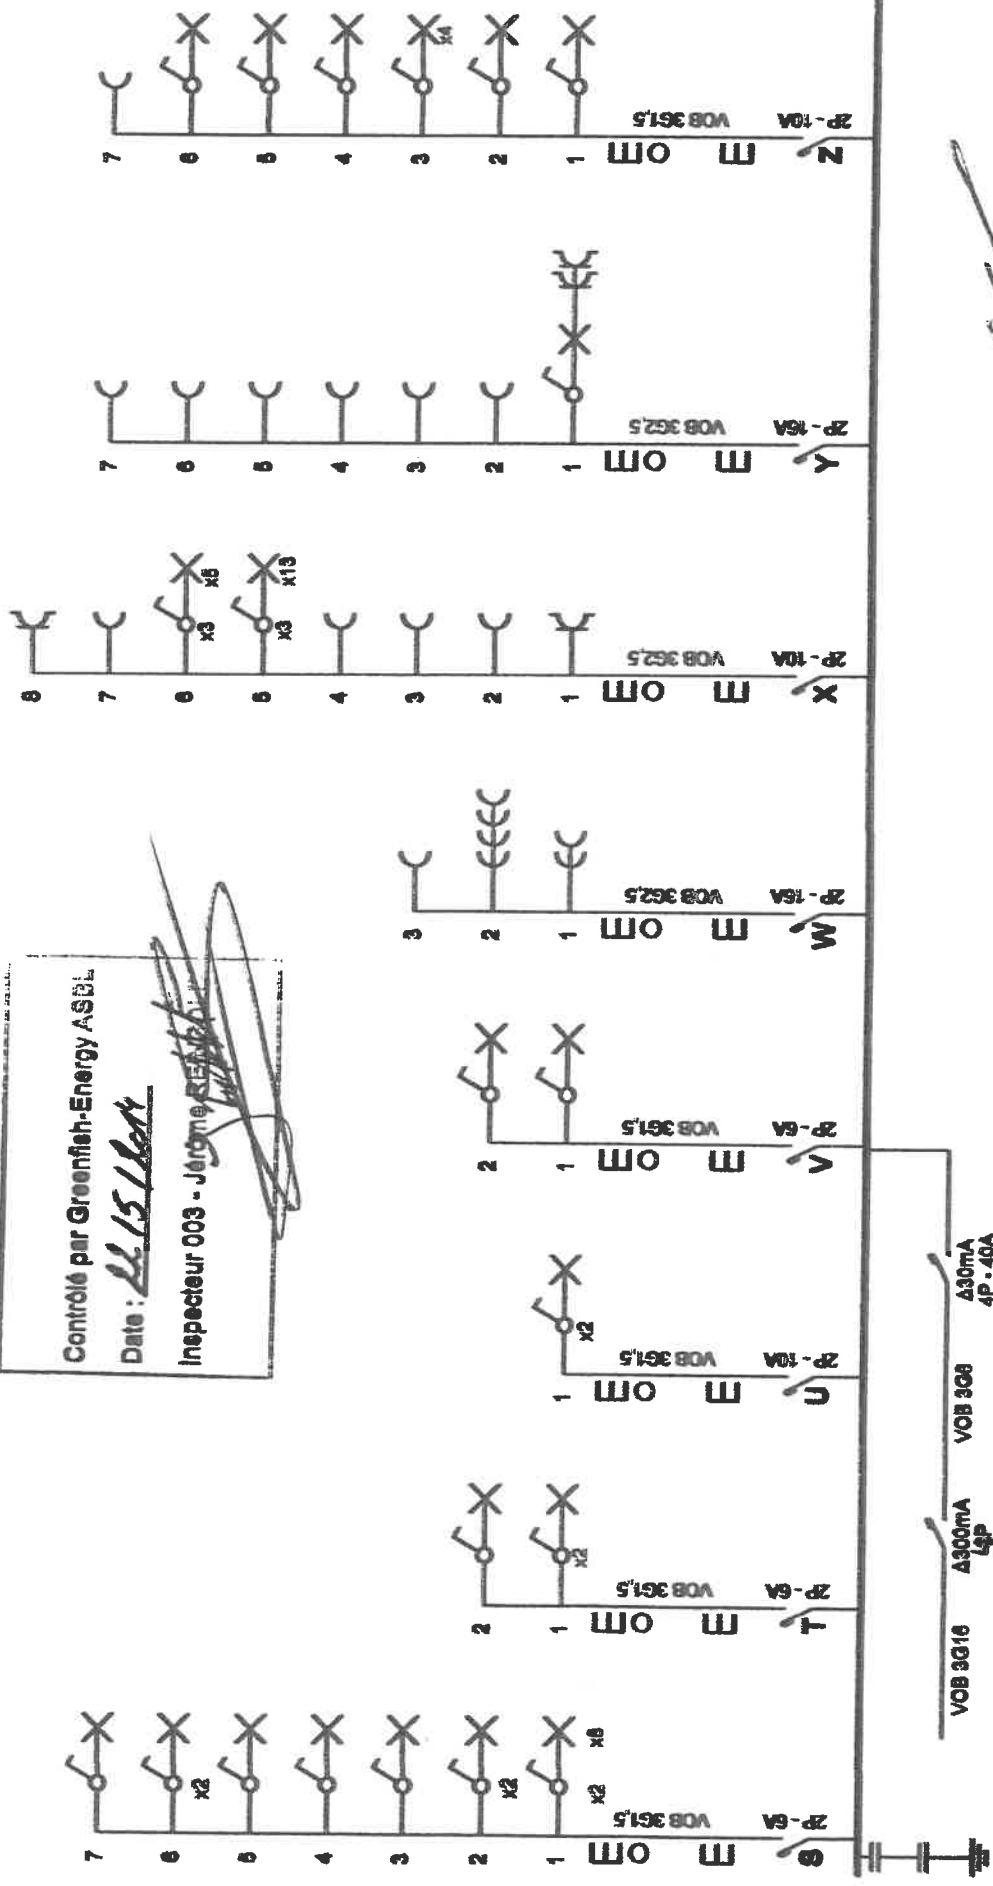 Contrôlé par Greenfish-Energy ASBL
Date :
Inspecteur 003 - Jérôme
7
6
5
4
3
2
1
x2
x2
x2
x6
VOB 3G1,5
2P - 6A
S
2
1
x2
VOB 3G1,5
2P - 6A
T
1
x2
VOB 3G1,5
2P - 10A
U
2
1
VOB 3G1,5
2P - 6A
V
3
2
1
VOB 3G2,5
2P - 16A
W
8
7
6
5
4
3
2
1
x3
x5
x3
x13
VOB 3G2,5
2P - 10A
X
7
6
5
4
3
2
1
VOB 3G2,5
2P - 16A
Y
7
6
5
4
3
2
1
x4
VOB 3G1,5
2P - 10A
Z
VOB 3G16
Δ300mA
VOB 3G6
Δ30mA
4P - 40A